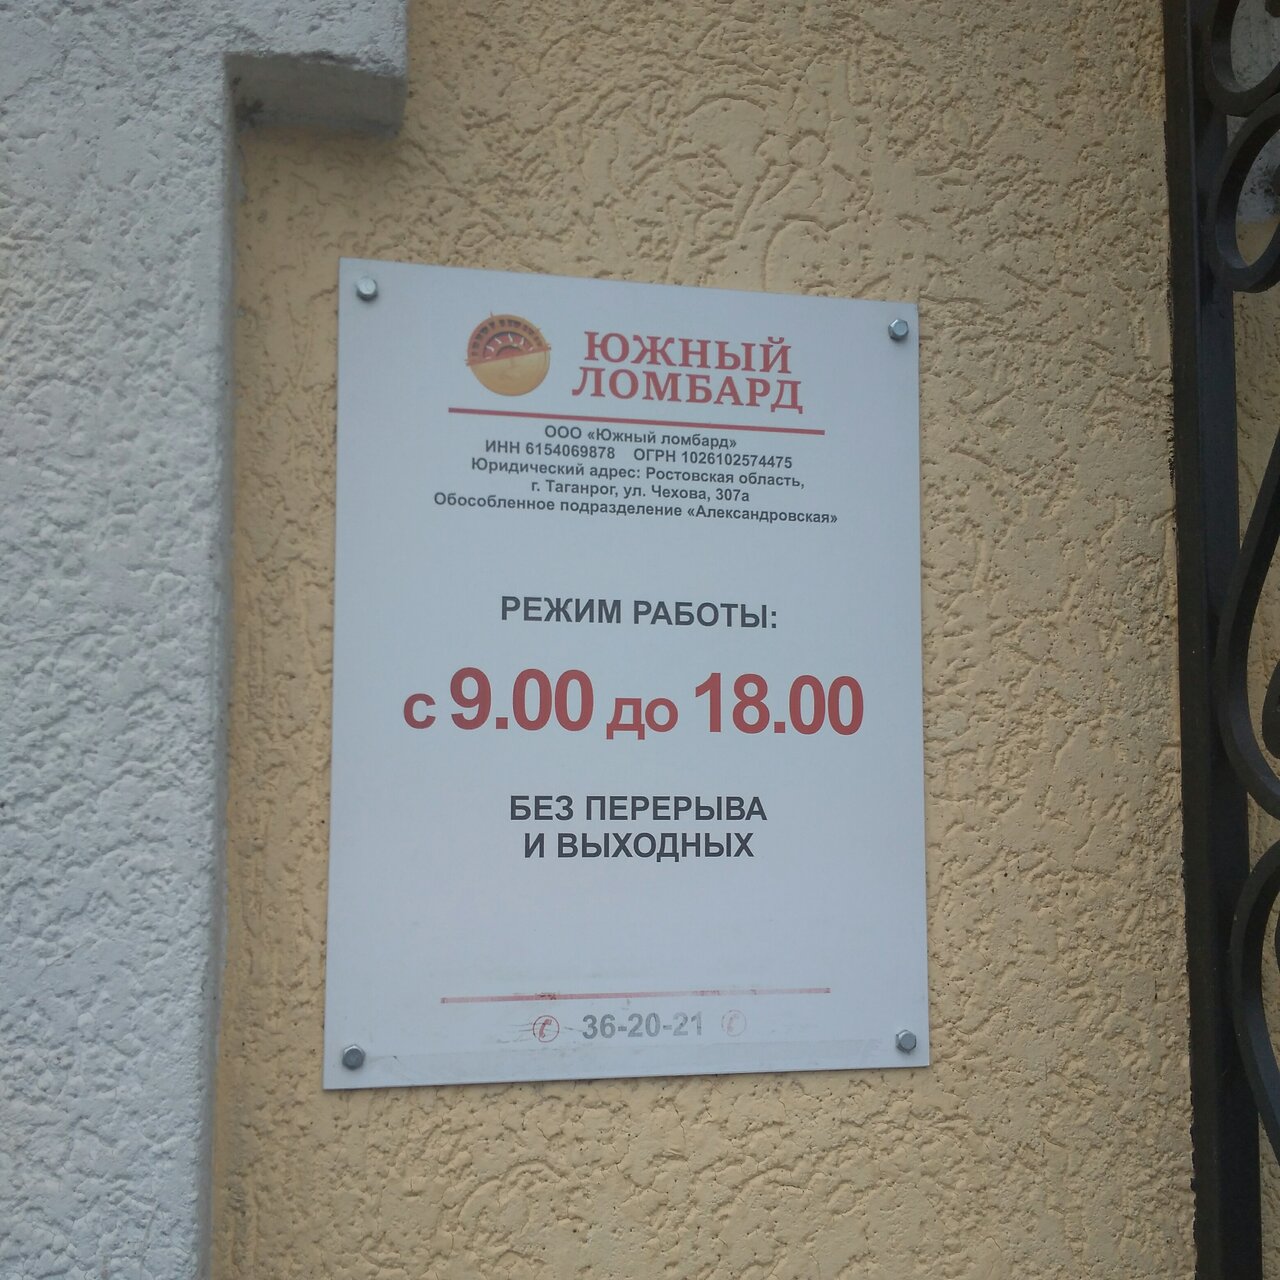 ЮЖНЫЙ
ЛОМБАРД
ООО «Южный ломбард»
ИНН 6154069878 ОГРН 1026102574475
Юридический адрес: Ростовская область,
г. Таганрог, ул. Чехова, 307а
Обособленное подразделение «Александровская»
РЕЖИМ РАБОТЫ:
с 9.00 до 18.00
БЕЗ ПЕРЕРЫВА
И ВЫХОДНЫХ
36-20-21